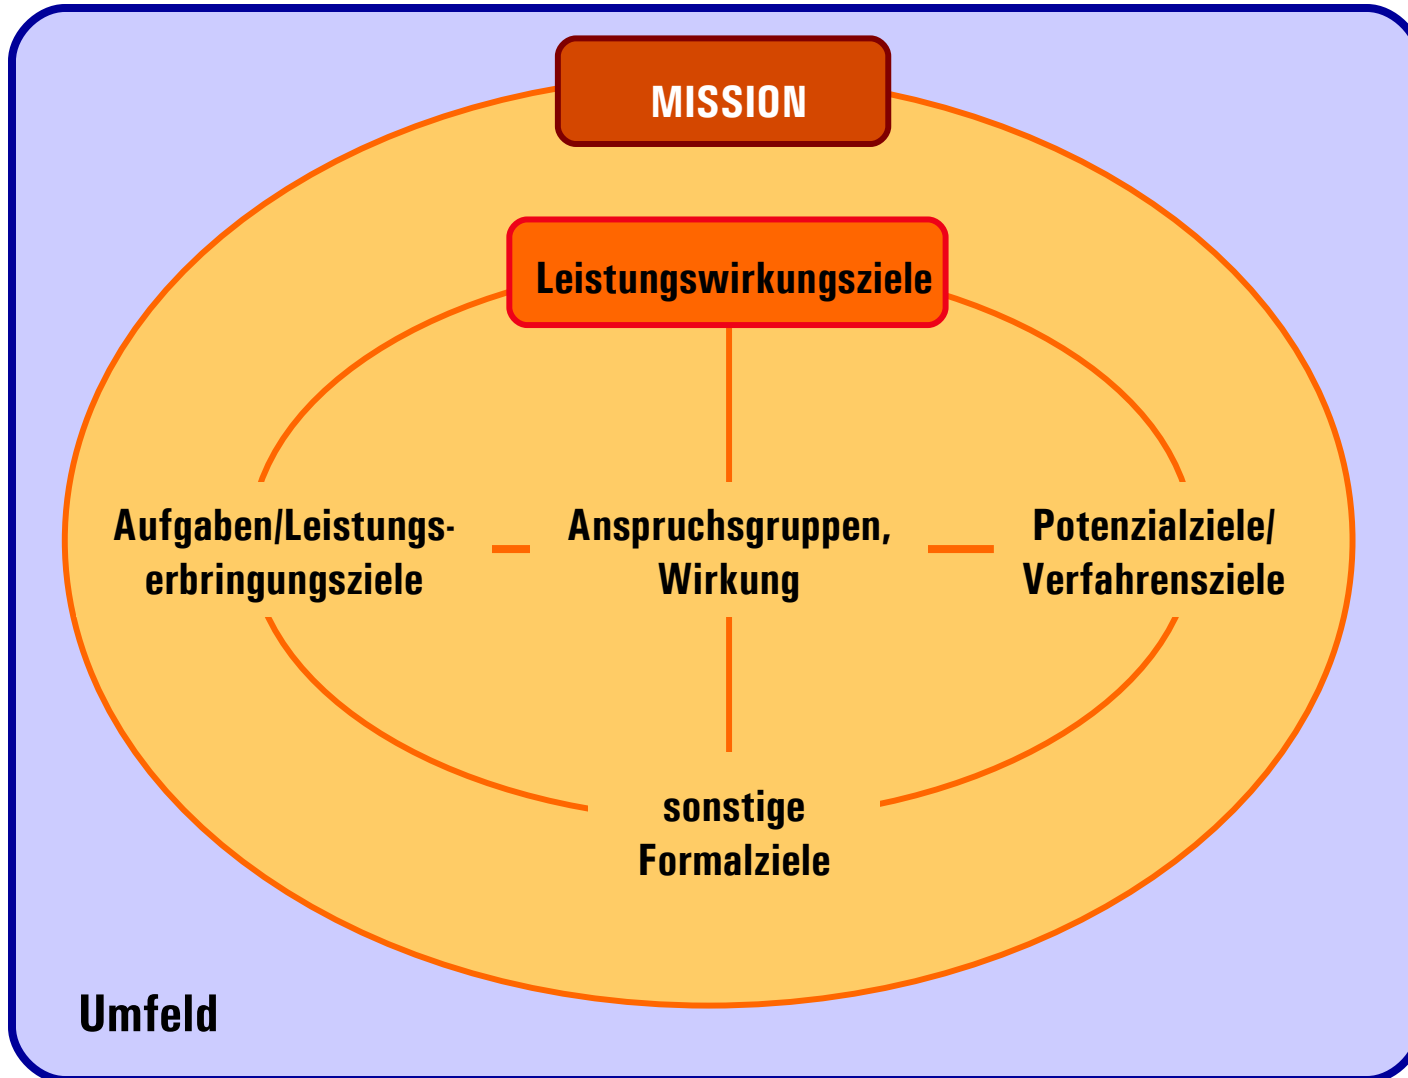 MISSION
Leistungswirkungsziele
Aufgaben/Leistungs-
erbringungsziele
Anspruchsgruppen,
Wirkung
Potenzialziele/
Verfahrensziele
sonstige
Formalziele
Umfeld